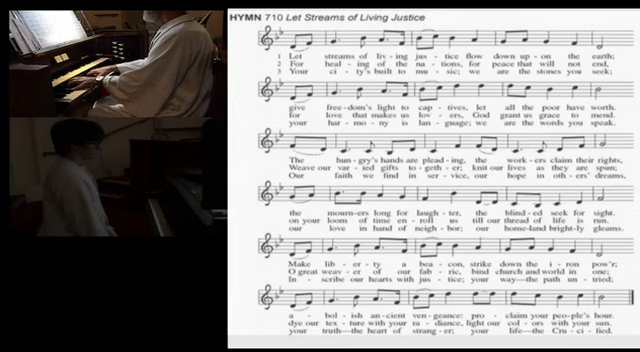 HYMN 710 Let Streams of Living Justice
1 Let streams of liv - ing jus - tice flow down up - on the earth;
2 For heal - ing of the na - tions, for peace that will not end,
3 Your ci - ty's built to mu - sic; we are the stones you seek;
give free - dom's light to cap - tives, let all the poor have worth.
for love that makes us lov - ers, God grant us grace to mend.
your har - mo - ny is lan - guage; we are the words you speak.
The hun - gry's hands are plead - ing, the work - ers claim their rights,
Weave our var - ied gifts to - geth - er; knit our lives as they are spun;
Our faith we find in ser - vice, our hope in oth - ers' dreams,
the mourn - ers long for laugh - ter, the blind - ed seek for sight.
on your loom of time en - roll us till our thread of life is run.
our love in hand of neigh - bor; our home - land bright - ly gleams.
Make lib - er - ty a bea - con, strike down the i - ron pow'r;
O great weav - er of our fab - ric, bind church and world in one;
In - scribe our hearts with jus - tice; your way—the path un - tried;
a - bol - ish an - cient ven - geance: pro - claim your peo - ple's hour.
dye our tex - ture with your ra - diance, light our col - ors with your sun.
your truth—the heart of strang - er; your life—the Cru - ci - fied.